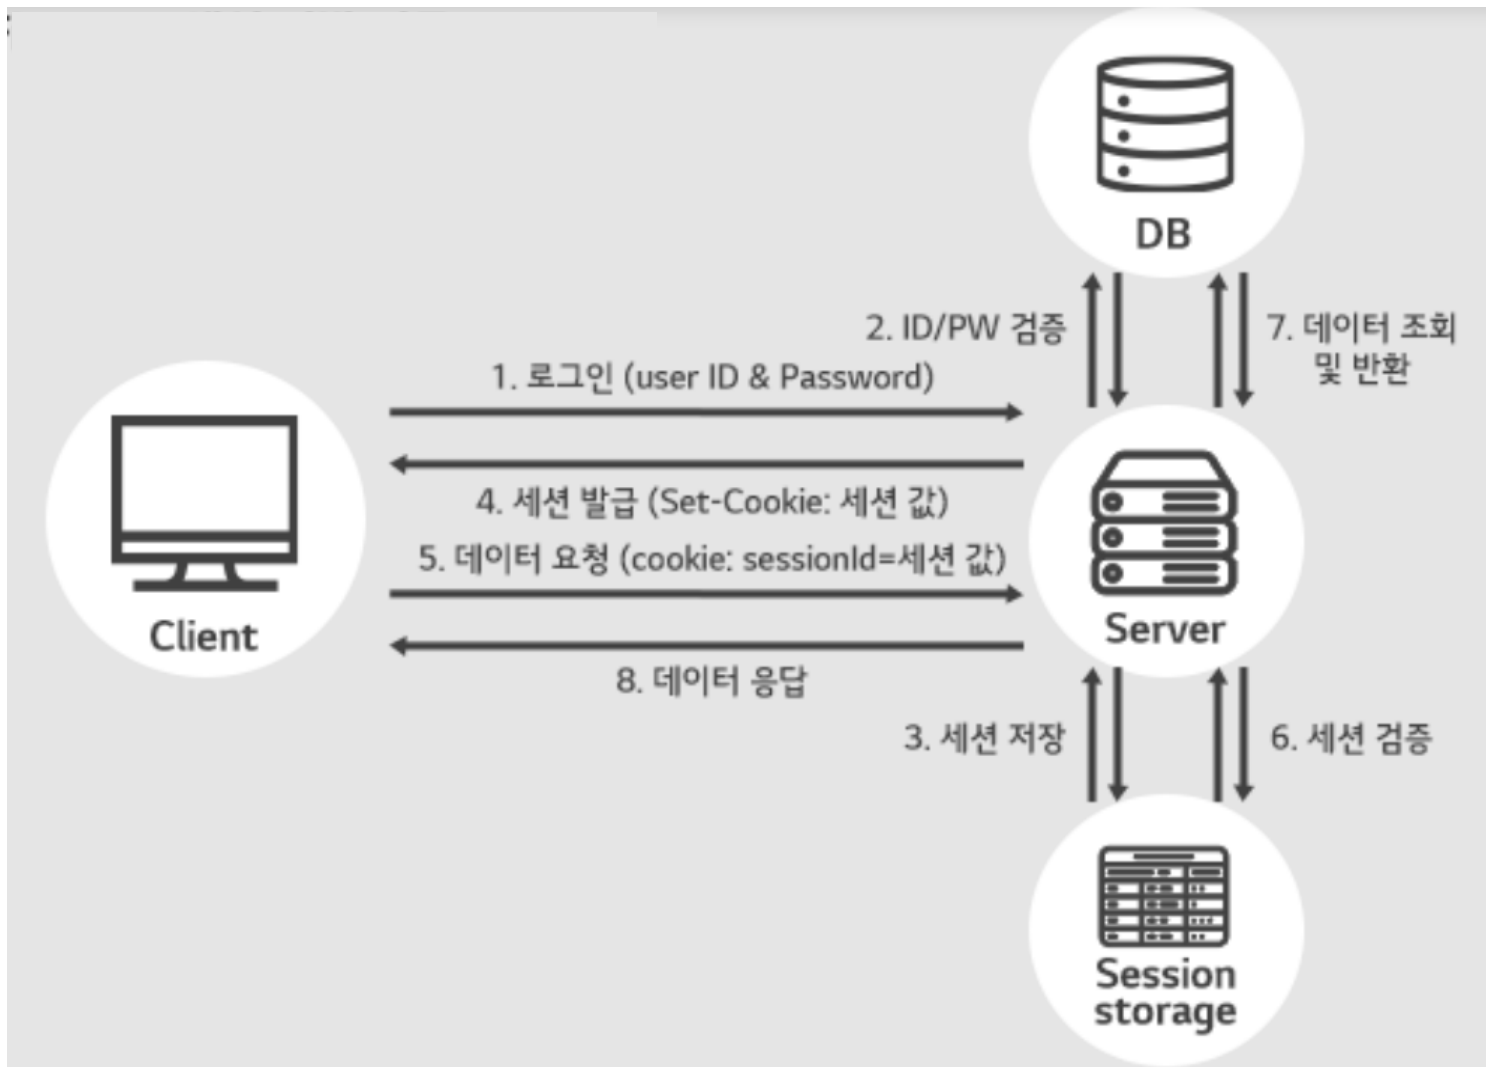 DB
2. ID/PW 검증
7. 데이터 조회
및 반환
1. 로그인 (user ID & Password)
4. 세션 발급 (Set-Cookie: 세션 값)
5. 데이터 요청 (cookie: sessionId=세션 값)
Client
Server
8. 데이터 응답
3. 세션 저장
6. 세션 검증
Session
storage